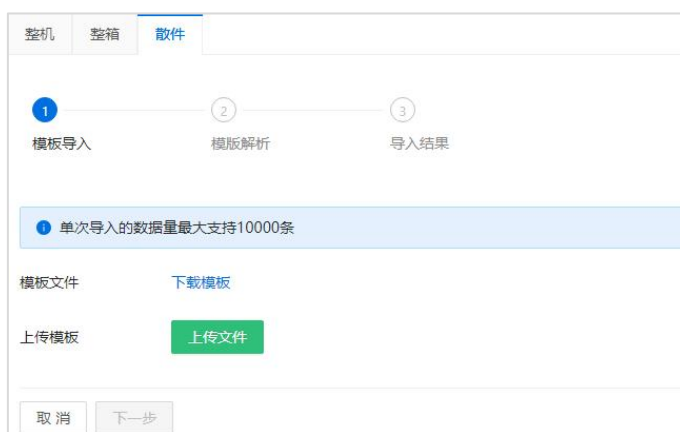 整机 整箱 散件
1 2 3
模板导入 模版解析 导入结果
单次导入的数据量最大支持10000条
模板文件 下载模板
上传模板 上传文件
取 消 下一步